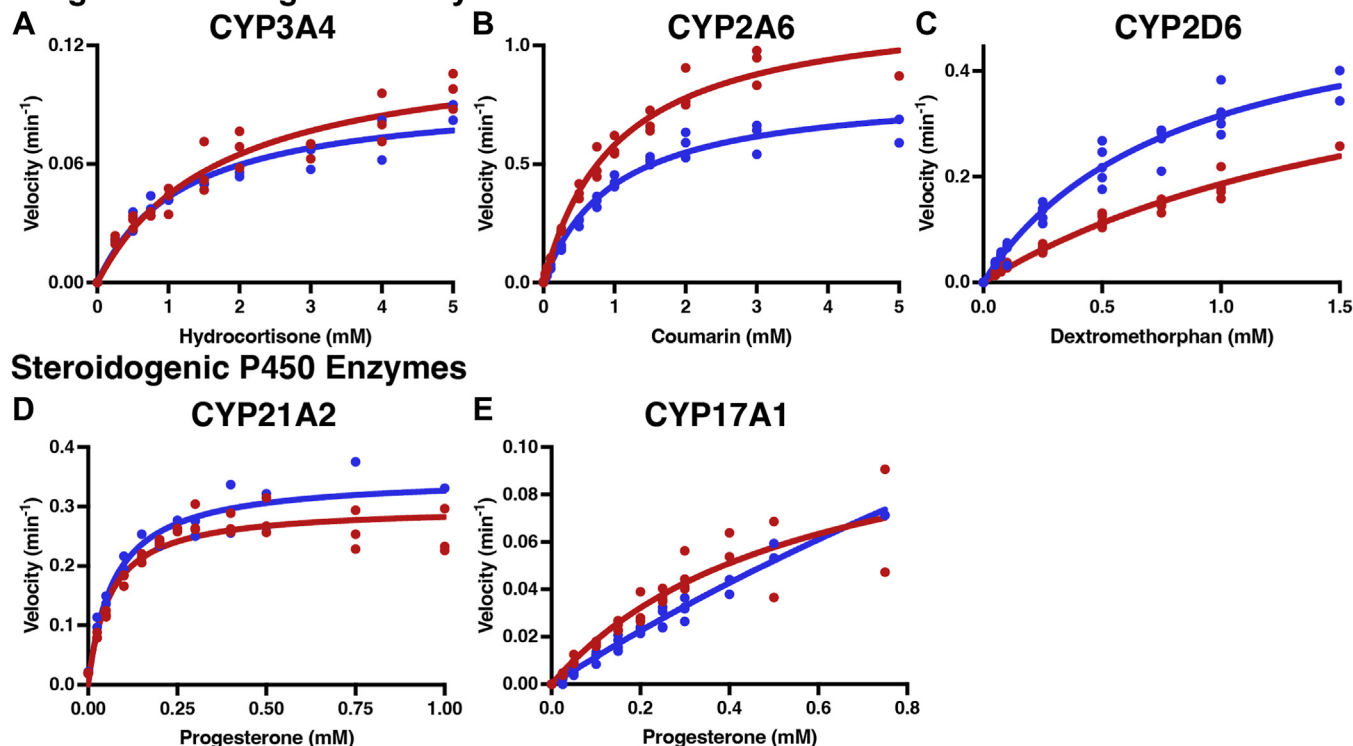 A
CYP3A4
0.12
0.06
0.00
Velocity (min-1)
0 1 2 3 4 5
Hydrocortisone (mM)
B
CYP2A6
1.0
0.5
0.0
Velocity (min-1)
0 1 2 3 4 5
Coumarin (mM)
C
CYP2D6
0.4
0.2
0.0
Velocity (min-1)
0.0 0.5 1.0 1.5
Dextromethorphan (mM)
Steroidogenic P450 Enzymes
D
CYP21A2
0.4
0.3
0.2
0.1
0.0
Velocity (min-1)
0.00 0.25 0.50 0.75 1.00
Progesterone (mM)
E
CYP17A1
0.10
0.08
0.06
0.04
0.02
0.00
Velocity (min-1)
0.0 0.2 0.4 0.6 0.8
Progesterone (mM)